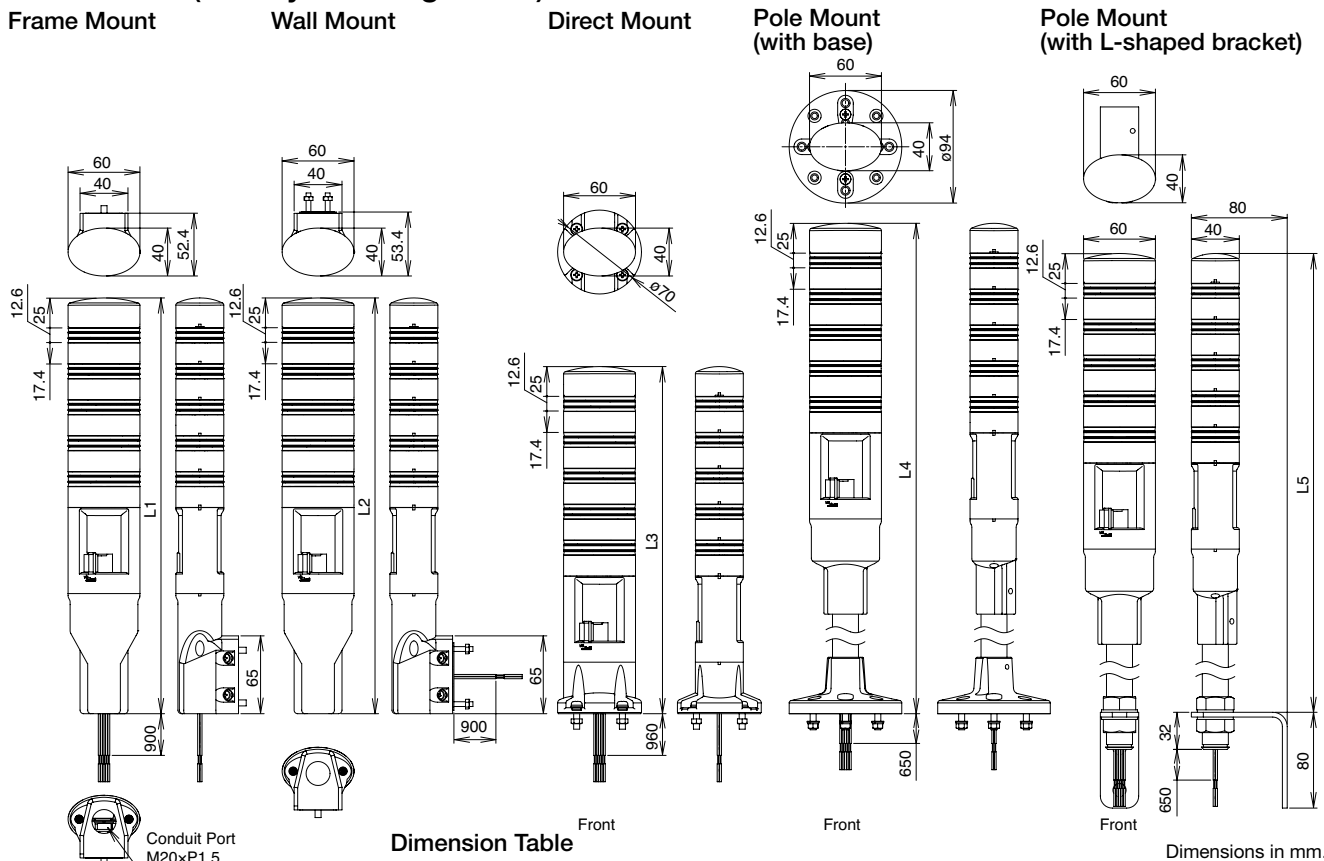 Frame Mount
Wall Mount
Direct Mount
Pole Mount
(with base)
Pole Mount
(with L-shaped bracket)
60
40
40
52.4
12.6
25
17.4
L1
65
900
Conduit Port
60
40
40
53.4
12.6
25
17.4
L2
65
900
60
40
ø70
12.6
25
17.4
L3
960
Front
60
40
ø94
12.6
25
17.4
L4
650
Front
60
40
80
60
40
12.6
25
17.4
L5
32
650
80
Front
Dimension Table
Dimensions in mm.